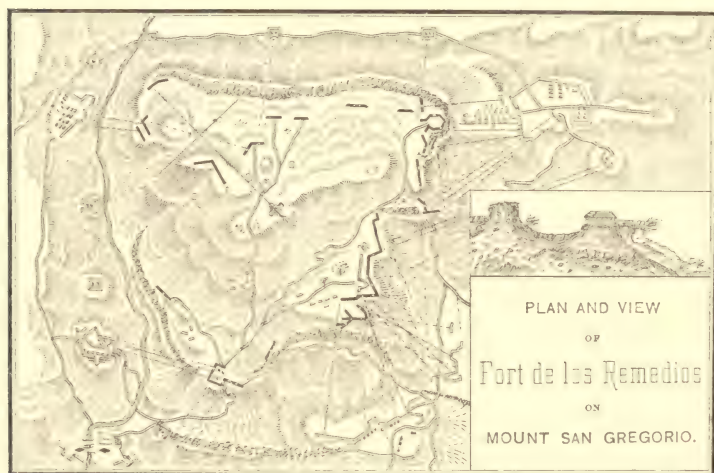 PLAN AND VIEW
OF
Fort de los Remedios
ON
MOUNT SAN GREGORIO.